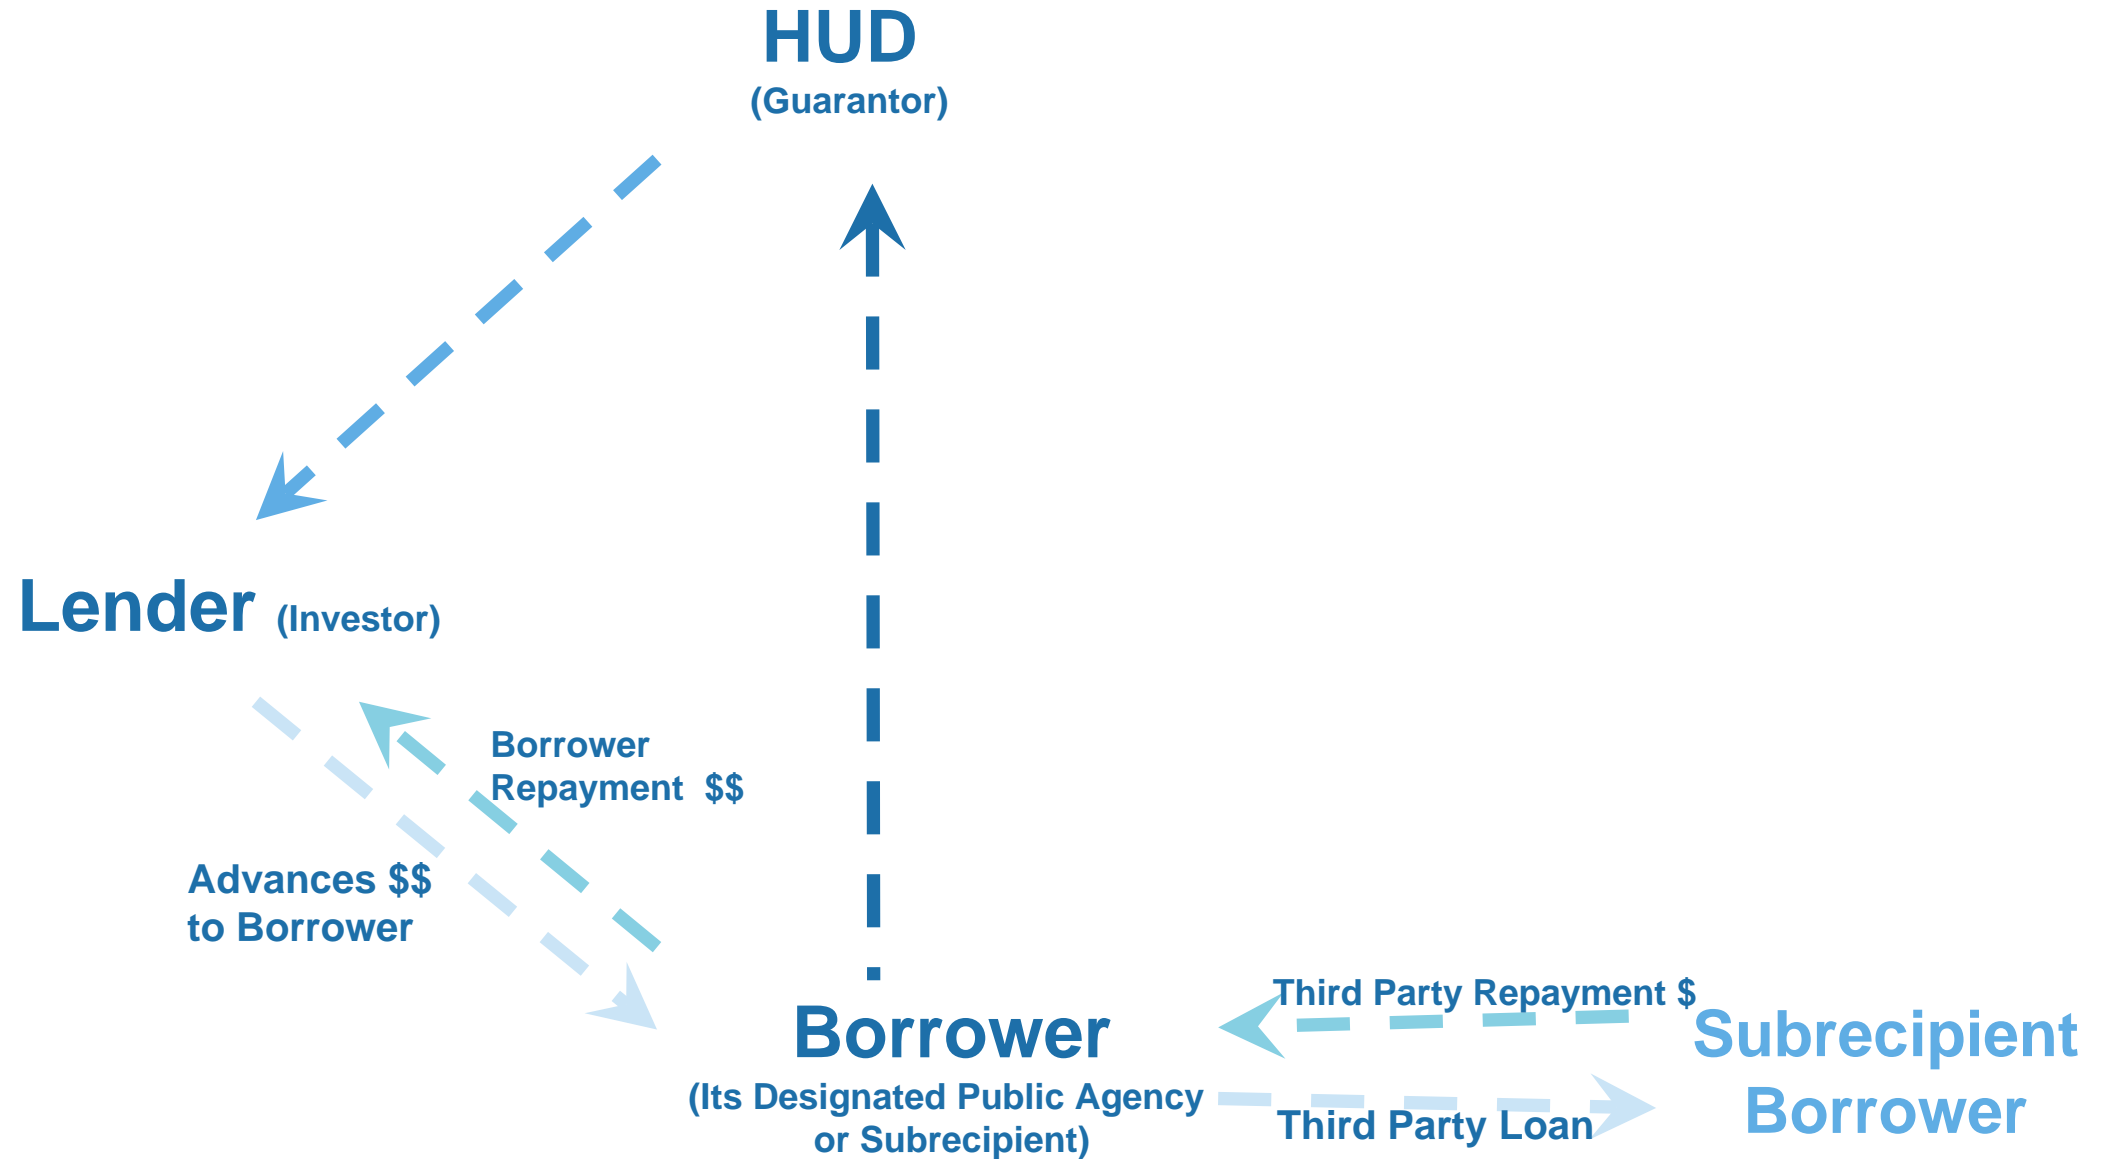 HUD
(Guarantor)
Lender (Investor)
Borrower
Repayment $$
Advances $$
to Borrower
Third Party Repayment $
Borrower
(Its Designated Public Agency
or Subrecipient)
Third Party Loan
Subrecipient
Borrower